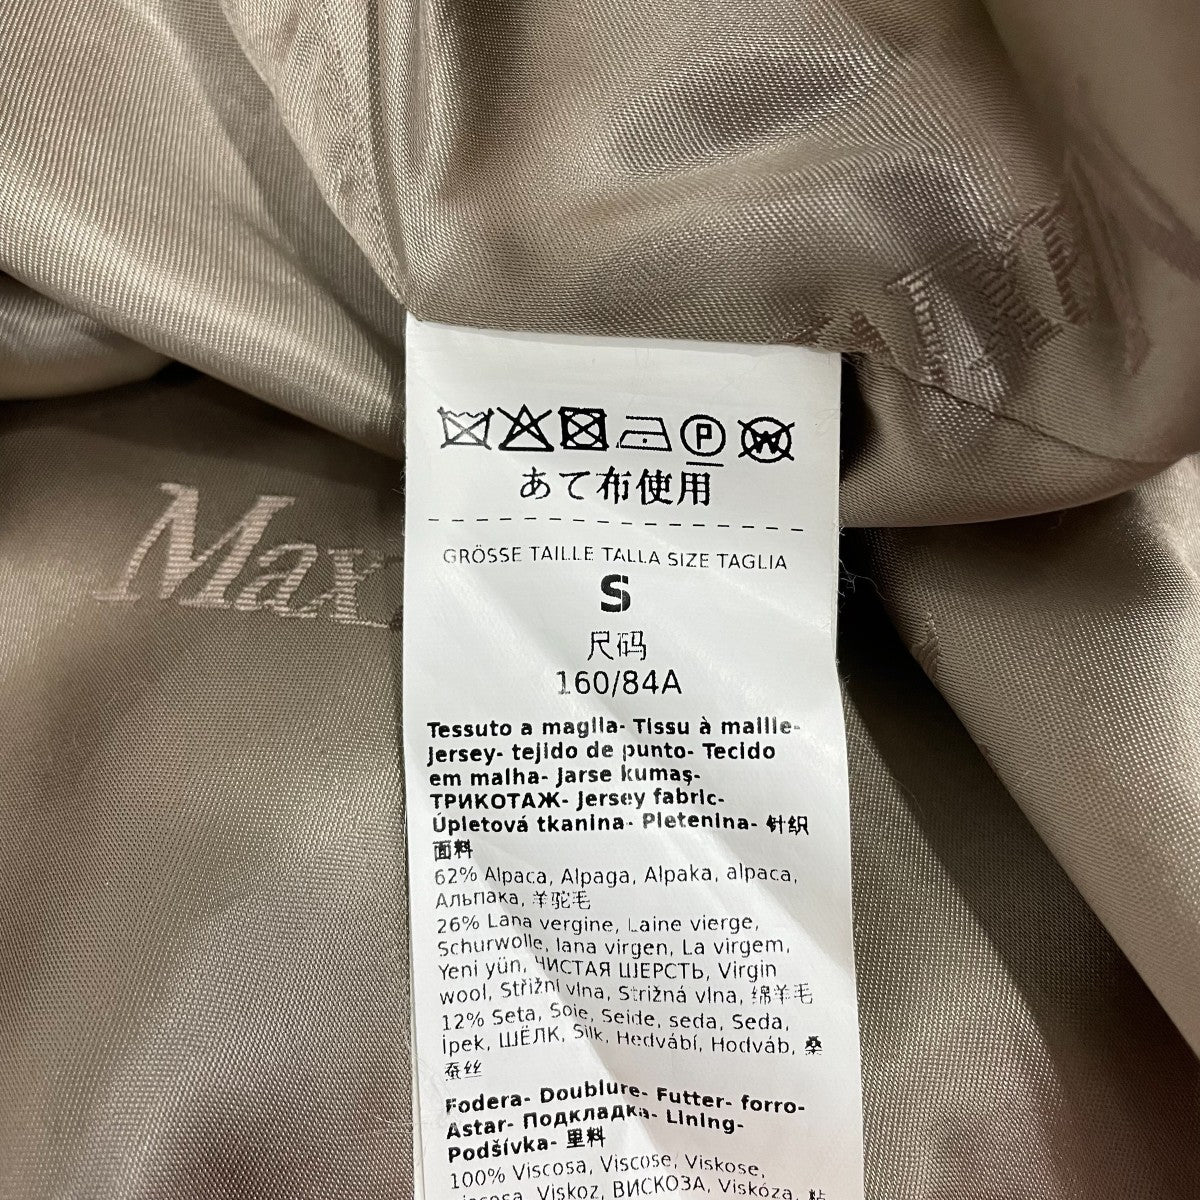 Max
P W
あて布使用
GRÖSSE TAILLE TALLA SIZE TAGLIA
S
尺码
160/84A
Tessuto a maglia- Tissu à maille-
Jersey- tejido de punto- Tecido
em malha- Jarse kumaş-
ТРИКОТАЖ- Jersey fabric-
Úpletová tkanina- Pletenina- 针织
面料
62% Alpaca, Alpaga, Alpaka, alpaca,
Альпака, 羊驼毛
26% Lana vergine, Laine vierge,
Schurwolle, lana virgen, La virgem,
Yeni yün, ЧИСТАЯ ШЕРСТЬ, Virgin
wool, Střižní vlna, Strižná vlna, 绵羊毛
12% Seta, Soie, Seide, seda, Seda,
İpek, ШЁЛК, Silk, Hedvábí, Hodváb, 桑
蚕丝
Fodera- Doublure- Futter- forro-
Astar- Подкладка- Lining-
Podšívka- 里料
100% Viscosa, Viscose, Viskose,
Viskoz, ВИСКОЗА, Viskóza,